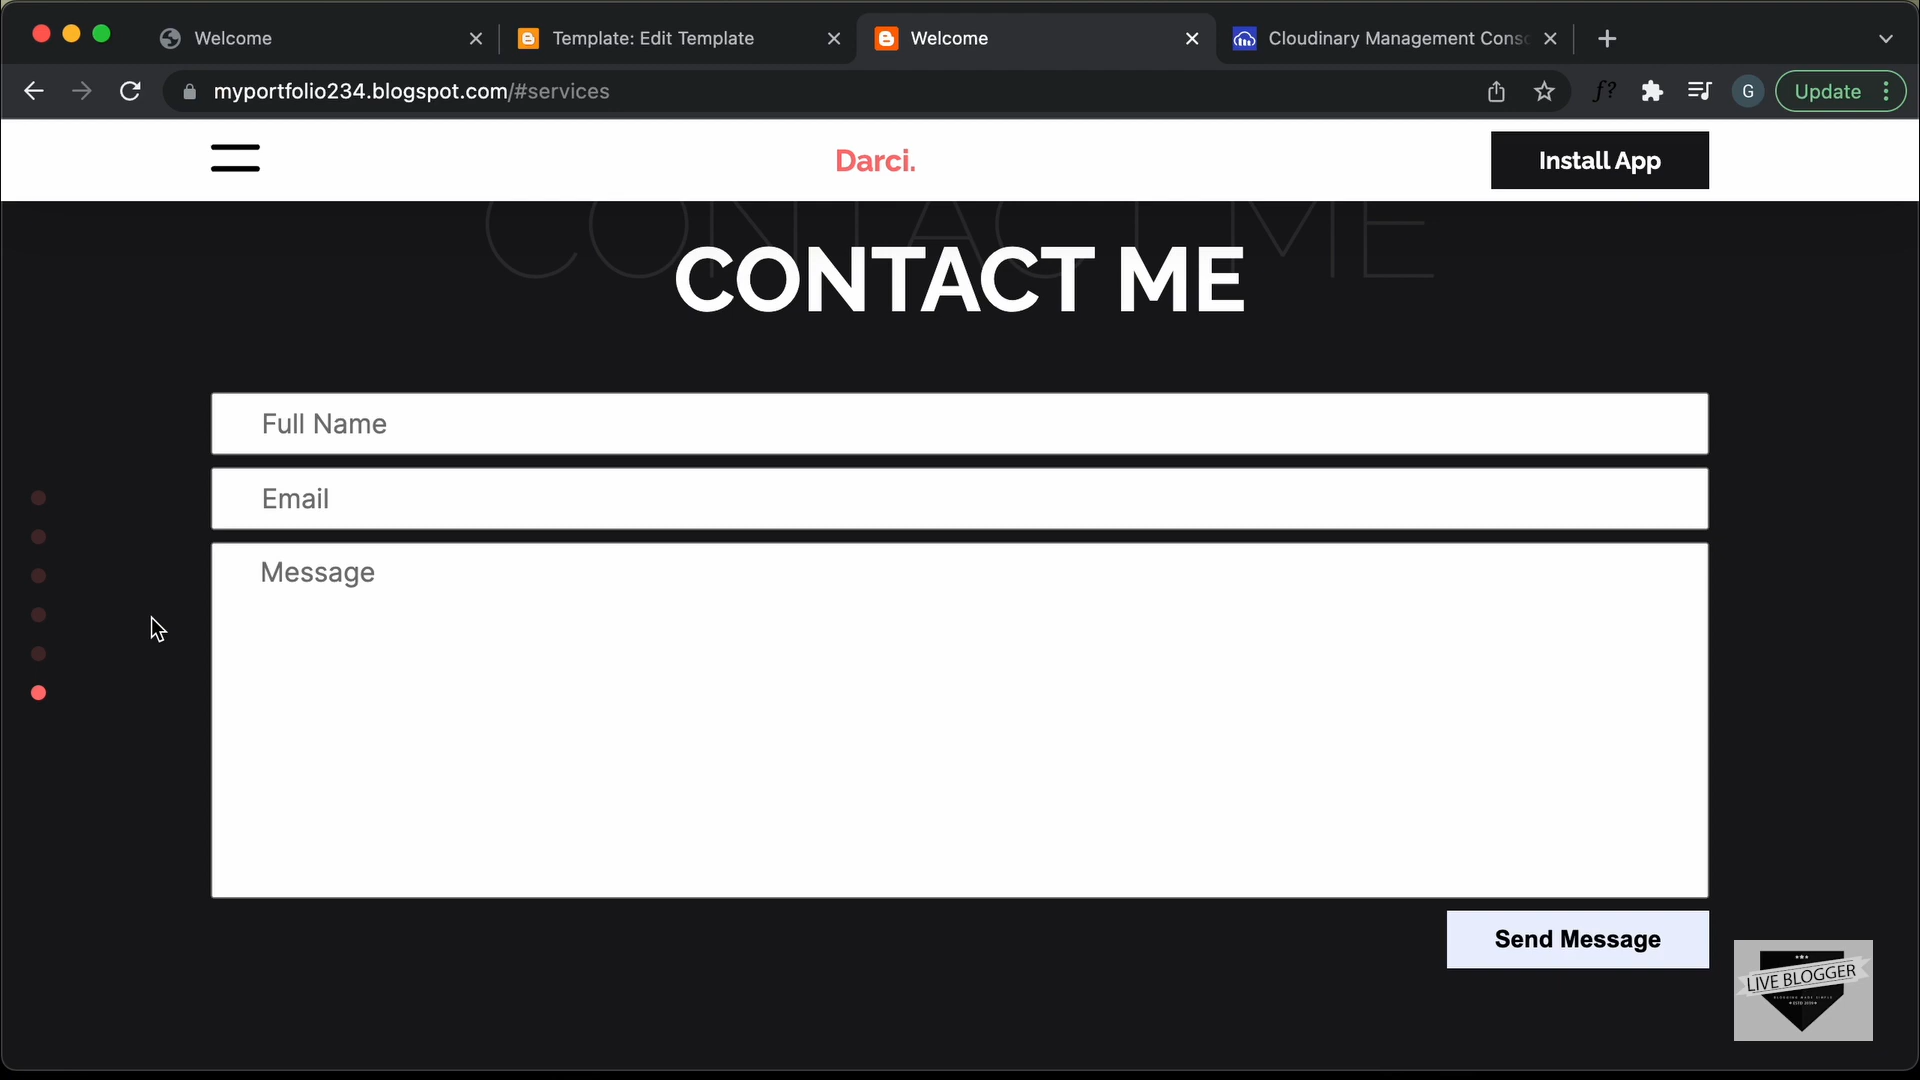 Welcome
Template: Edit Template
Welcome
Cloudinary Management Conso
myportfolio234.blogspot.com/#services
f?
G
Update
Darci.
Install App
CONTACT ME
CONTACT ME
Full Name
Email
Message
Send Message
LIVE BLOGGER